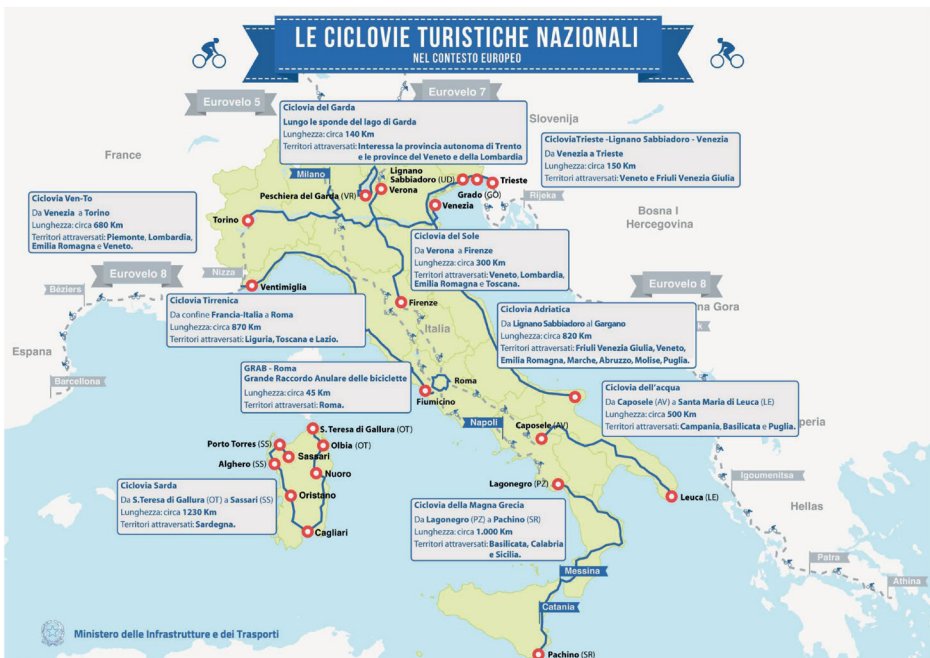 LE CICLOVIE TURISTICHE NAZIONALI
NEL CONTESTO EUROPEO
Eurovelo 5
Eurovelo 7
Slovenija
France
Ciclovia del Garda
Lungo le sponde del lago di Garda
Lunghezza: circa 140 Km
Territori attraversati: Interessa la provincia autonoma di Trento
e le province del Veneto e della Lombardia
CicloviaTrieste -Lignano Sabbiadoro - Venezia
Da Venezia a Trieste
Lunghezza: circa 150 Km
Territori attraversati: Veneto e Friuli Venezia Giulia
Milano
Lignano
Sabbiadoro (UD)
Verona
Peschiera del Garda (VR)
Trieste
Grado (GO)
Venezia
Rijeka
Bosna I
Hercegovina
Ciclovia Ven-To
Da Venezia a Torino
Lunghezza: circa 680 Km
Territori attraversati: Piemonte, Lombardia,
Emilia Romagna e Veneto.
Torino
Ciclovia del Sole
Da Verona a Firenze
Lunghezza: circa 300 Km
Territori attraversati: Veneto, Lombardia,
Emilia Romagna e Toscana.
Eurovelo 8
Nizza
Béziers
Ventimiglia
Eurovelo 8
na Gora
Ciclovia Tirrenica
Da confine Francia-Italia a Roma
Lunghezza: circa 870 Km
Territori attraversati: Liguria, Toscana e Lazio.
Firenze
Italia
Ciclovia Adriatica
Da Lignano Sabbiadoro al Gargano
Lunghezza: circa 820 Km
Territori attraversati: Friuli Venezia Giulia, Veneto,
Emilia Romagna, Marche, Abruzzo, Molise, Puglia.
Espana
Barcellona
GRAB - Roma
Grande Raccordo Anulare delle biciclette
Lunghezza: circa 45 Km
Territori attraversati: Roma.
Roma
Fiumicino
Ciclovia dell'acqua
Da Caposele (AV) a Santa Maria di Leuca (LE)
Lunghezza: circa 500 Km
Territori attraversati: Campania, Basilicata e Puglia.
Napoli
Caposele (AV)
peria
S. Teresa di Gallura (OT)
Porto Torres (SS)
Olbia (OT)
Sassari
Alghero (SS)
Nuoro
Oristano
Cagliari
Ciclovia Sarda
Da S.Teresa di Gallura (OT) a Sassari (SS)
Lunghezza: circa 1230 Km
Territori attraversati: Sardegna.
Lagonegro (PZ)
Leuca (LE)
Igoumenitsa
Hellas
Ciclovia della Magna Grecia
Da Lagonegro (PZ) a Pachino (SR)
Lunghezza: circa 1.000 Km
Territori attraversati: Basilicata, Calabria
e Sicilia.
Patra
Athina
Messina
Catania
Pachino (SR)
Ministero delle Infrastrutture e dei Trasporti